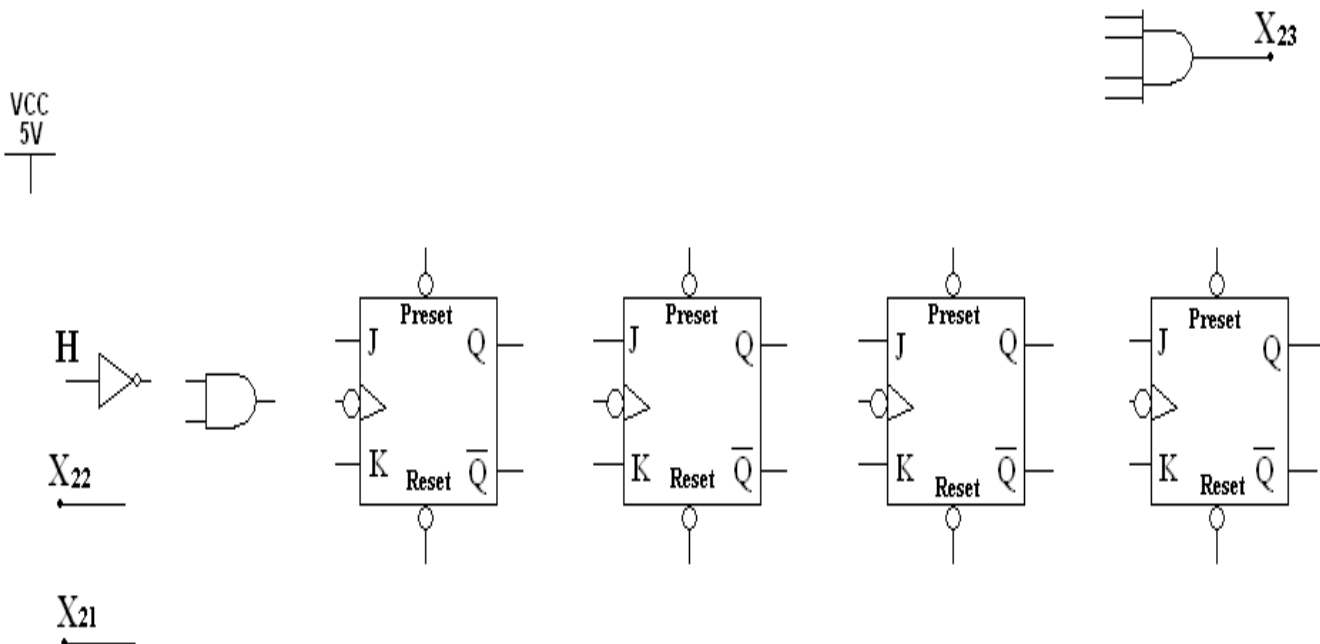 X23
VCC
5V
Preset Preset Preset Preset
H
J Q J Q J Q J Q
K Q̅ K Q̅ K Q̅ K Q̅
Reset Reset Reset Reset
X22
X21